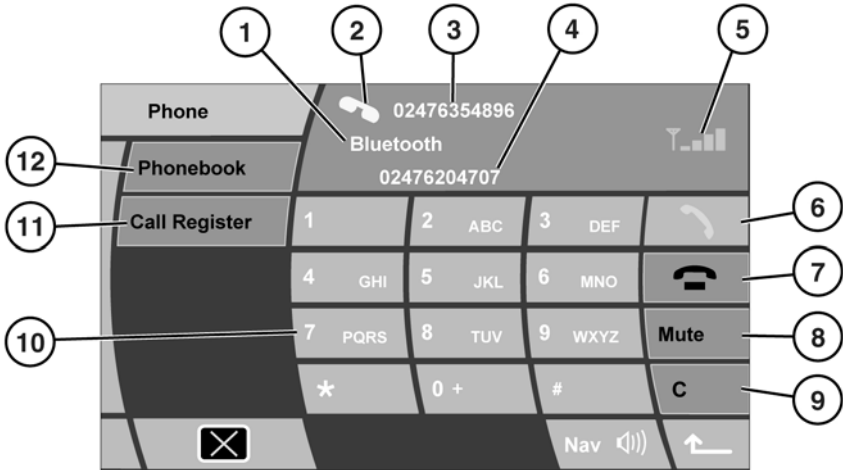 1 2 3 4 5
Phone 02476354896
Bluetooth
12 Phonebook 02476204707
11 Call Register 1 2 ABC 3 DEF 6
4 GHI 5 JKL 6 MNO 7
10 7 PQRS 8 TUV 9 WXYZ Mute 8
* 0 + # C 9
Nav